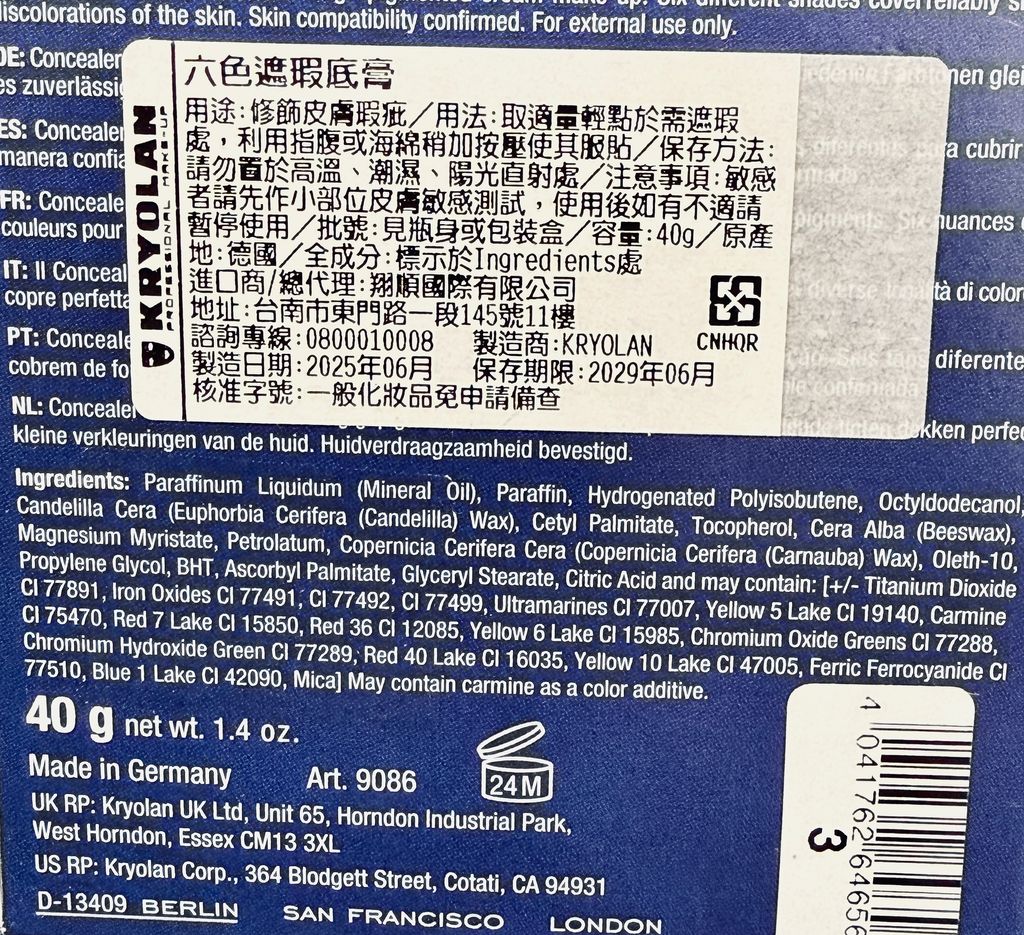 discolorations of the skin. Skin compatibility confirmed. For external use only.
DE: Concealer
es zuverlässig
ES: Concealer
manera confia
a cubrir
FR: Conceale
nuances
couleurs pour
IT: Il Conceal
tà di color
copre perfetta
PT: Conceale
diferente
cobrem de fo
NL: Concealer
kken perfe
kleine verkleuringen van de huid. Huidverdraagzaamheid bevestigd.
KRYOLAN
PROFESSIONAL MAKE-UP
六色遮瑕底膏
用途:修飾皮膚瑕疵/用法:取適量輕點於需遮瑕
處,利用指腹或海綿稍加按壓使其服貼/保存方法:
請勿置於高溫、潮濕、陽光直射處/注意事項:敏感
者請先作小部位皮膚敏感測試,使用後如有不適請
暫停使用/批號:見瓶身或包裝盒/容量:40g/原產
地:德國/全成分:標示於Ingredients處
進口商/總代理:翔順國際有限公司
地址:台南市東門路一段145號11樓
諮詢專線:0800010008 製造商:KRYOLAN
製造日期:2025年06月 保存期限:2029年06月
核准字號:一般化妝品免申請備查
CNHQR
Ingredients: Paraffinum Liquidum (Mineral Oil), Paraffin, Hydrogenated Polyisobutene, Octyldodecanol,
Candelilla Cera (Euphorbia Cerifera (Candelilla) Wax), Cetyl Palmitate, Tocopherol, Cera Alba (Beeswax),
Magnesium Myristate, Petrolatum, Copernicia Cerifera Cera (Copernicia Cerifera (Carnauba) Wax), Oleth-10,
Propylene Glycol, BHT, Ascorbyl Palmitate, Glyceryl Stearate, Citric Acid and may contain: [+/- Titanium Dioxide
CI 77891, Iron Oxides CI 77491, CI 77492, CI 77499, Ultramarines CI 77007, Yellow 5 Lake CI 19140, Carmine
CI 75470, Red 7 Lake CI 15850, Red 36 CI 12085, Yellow 6 Lake CI 15985, Chromium Oxide Greens CI 77288,
Chromium Hydroxide Green CI 77289, Red 40 Lake CI 16035, Yellow 10 Lake CI 47005, Ferric Ferrocyanide CI
77510, Blue 1 Lake CI 42090, Mica] May contain carmine as a color additive.
40 g net wt. 1.4 oz.
Made in Germany Art. 9086
24 M
UK RP: Kryolan UK Ltd, Unit 65, Horndon Industrial Park,
West Horndon, Essex CM13 3XL
US RP: Kryolan Corp., 364 Blodgett Street, Cotati, CA 94931
D-13409 BERLIN SAN FRANCISCO LONDON
4 041762 64656
3